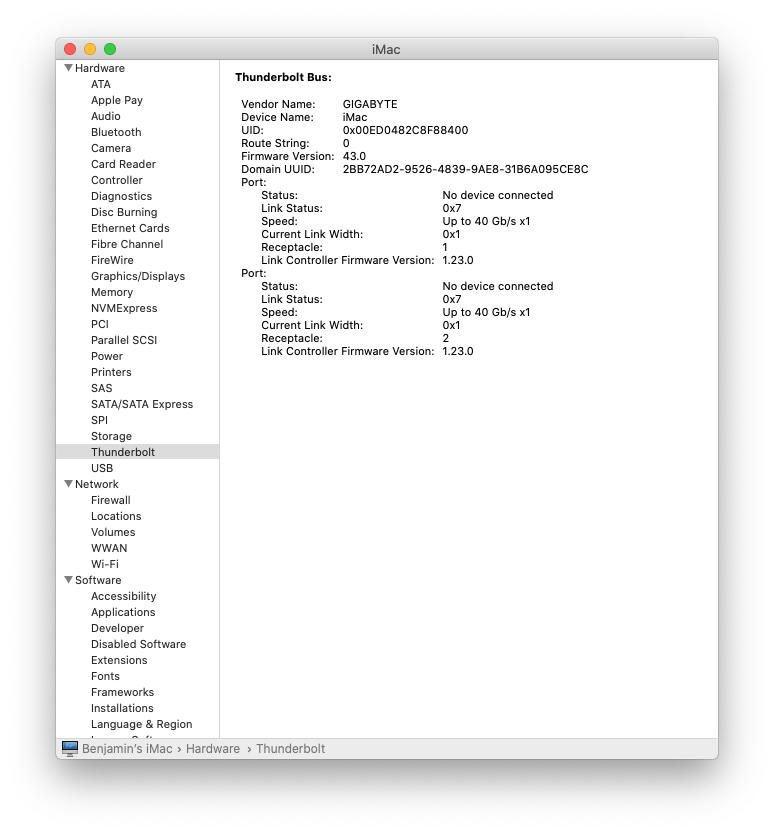 iMac
Hardware
ATA
Apple Pay
Audio
Bluetooth
Camera
Card Reader
Controller
Diagnostics
Disc Burning
Ethernet Cards
Fibre Channel
FireWire
Graphics/Displays
Memory
NVMExpress
PCI
Parallel SCSI
Power
Printers
SAS
SATA/SATA Express
SPI
Storage
Thunderbolt
USB
Network
Firewall
Locations
Volumes
WWAN
Wi-Fi
Software
Accessibility
Applications
Developer
Disabled Software
Extensions
Fonts
Frameworks
Installations
Language & Region
Thunderbolt Bus:
Vendor Name: GIGABYTE
Device Name: iMac
UID: 0x00ED0482C8F88400
Route String: 0
Firmware Version: 43.0
Domain UUID: 2BB72AD2-9526-4839-9AE8-31B6A095CE8C
Port:
Status: No device connected
Link Status: 0x7
Speed: Up to 40 Gb/s x1
Current Link Width: 0x1
Receptacle: 1
Link Controller Firmware Version: 1.23.0
Port:
Status: No device connected
Link Status: 0x7
Speed: Up to 40 Gb/s x1
Current Link Width: 0x1
Receptacle: 2
Link Controller Firmware Version: 1.23.0
Benjamin's iMac › Hardware › Thunderbolt